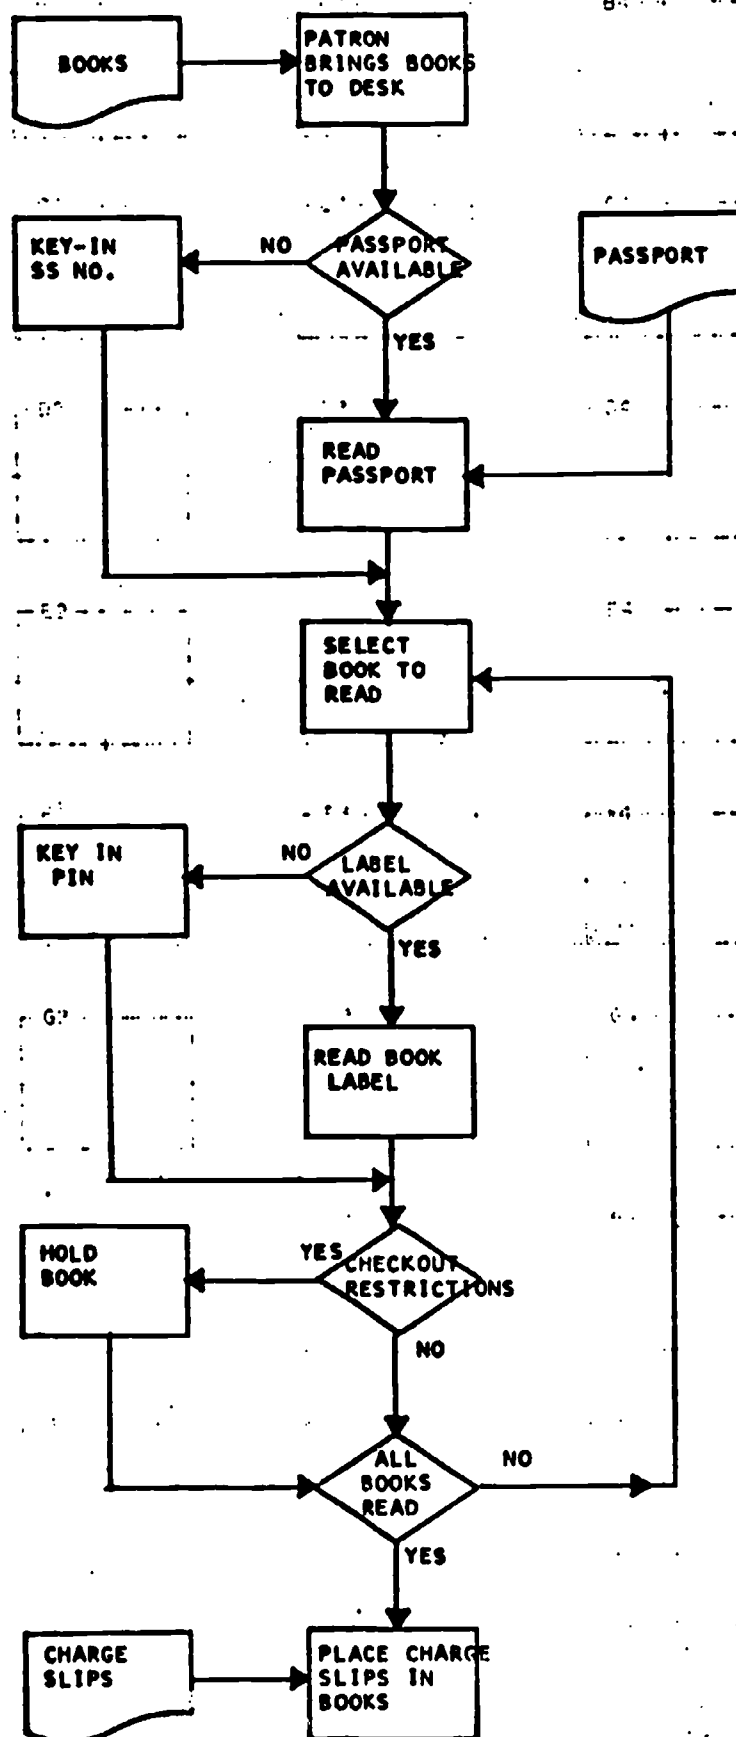 BOOKS
PATRON
BRINGS BOOKS
TO DESK
KEY-IN
SS NO.
NO
PASSPORT
AVAILABLE
PASSPORT
YES
READ
PASSPORT
SELECT
BOOK TO
READ
KEY IN
PIN
NO
LABEL
AVAILABLE
YES
READ BOOK
LABEL
HOLD
BOOK
YES
CHECKOUT
RESTRICTIONS
NO
ALL
BOOKS
READ
NO
YES
CHARGE
SLIPS
PLACE CHARGE
SLIPS IN
BOOKS